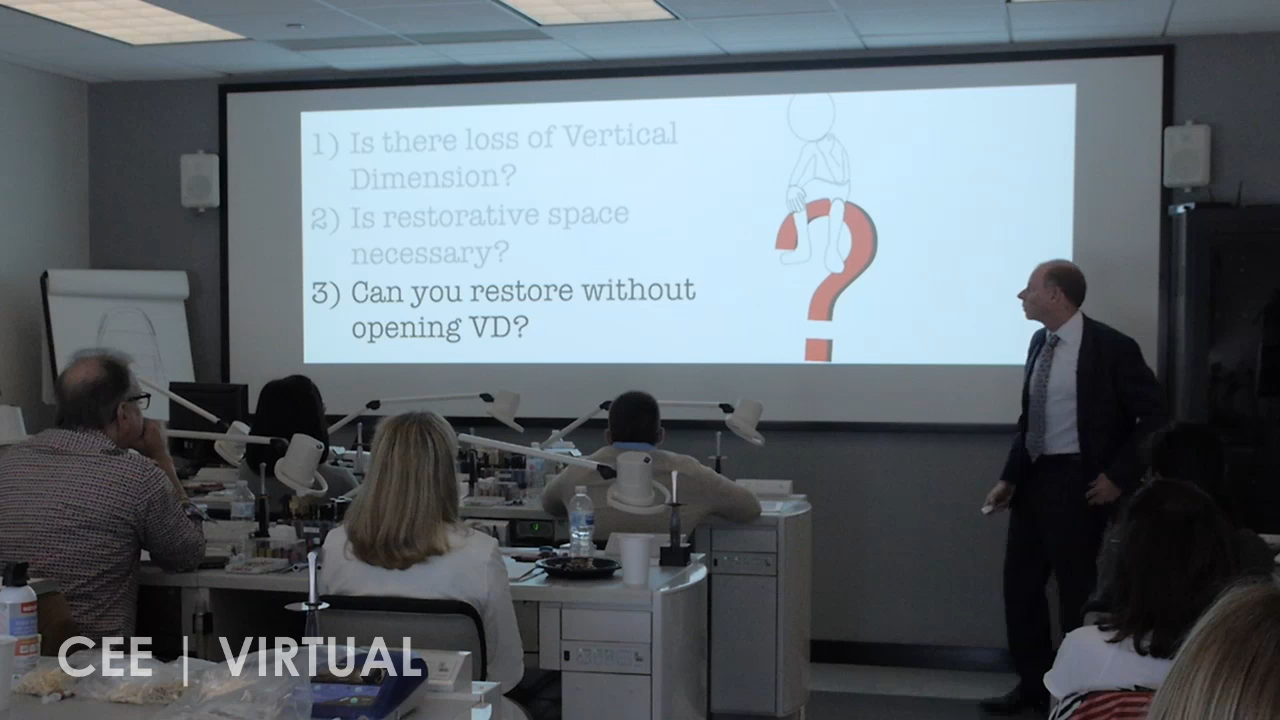 1) Is there loss of Vertical
Dimension?
2) Is restorative space
necessary?
3) Can you restore without
opening VD?
CEE | VIRTUAL